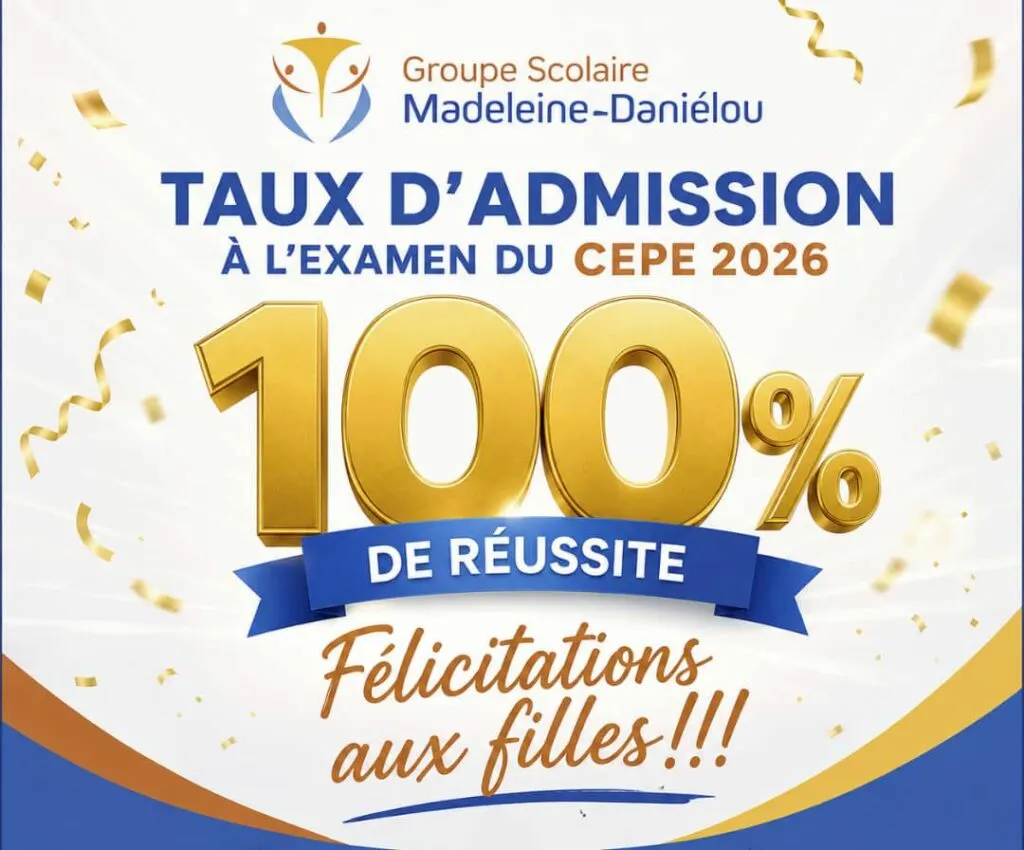 Groupe Scolaire
Madeleine-Daniélou
TAUX D'ADMISSION
À L'EXAMEN DU CEPE 2026
100%
DE RÉUSSITE
Félicitations
aux filles!!!